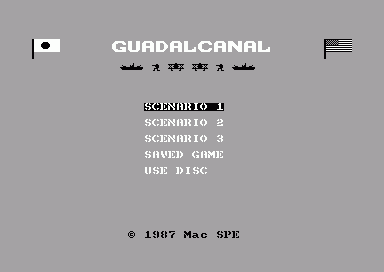 GUADALCANAL
SCENARIO 1
SCENARIO 2
SCENARIO 3
SAVED GAME
USE DISC
© 1987 Mac SPE